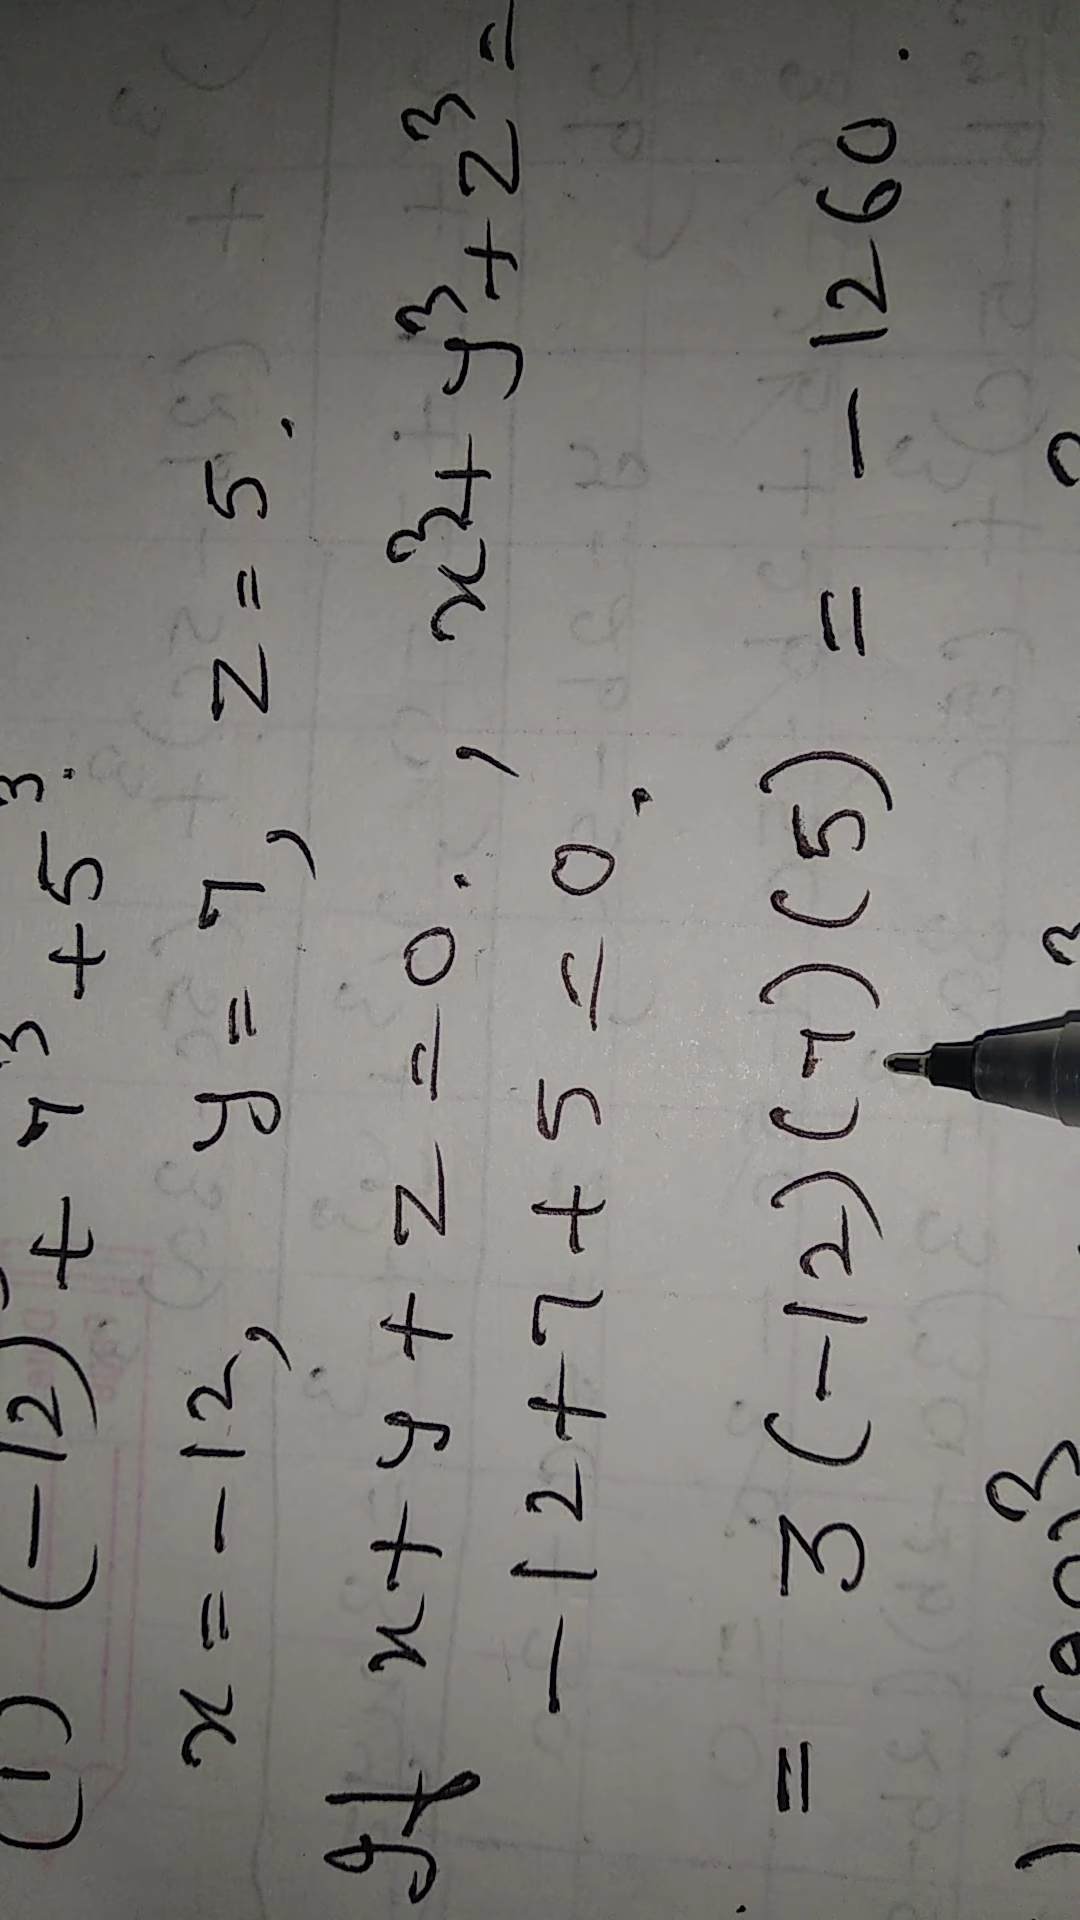 (1) (-12)³ + 7³ + 5³.
x = -12, y = 7, z = 5.
If x + y + z = 0. , x³ + y³ + z³ =
-12 + 7 + 5 = 0.
= 3(-12)(7)(5) = -1260.